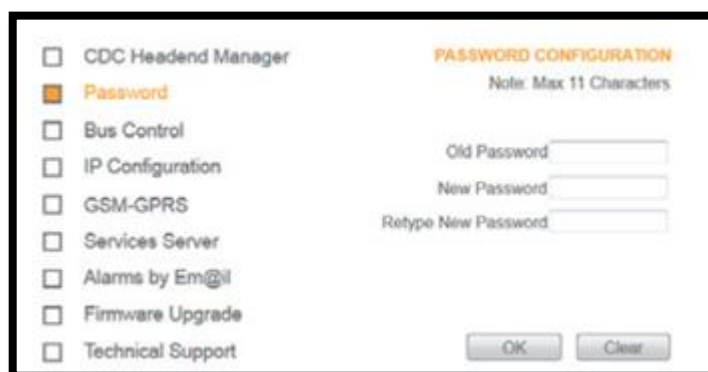 CDC Headend Manager
Password
Bus Control
IP Configuration
GSM-GPRS
Services Server
Alarms by Em@il
Firmware Upgrade
Technical Support
PASSWORD CONFIGURATION
Note: Max 11 Characters
Old Password
New Password
Retype New Password
OK
Clear